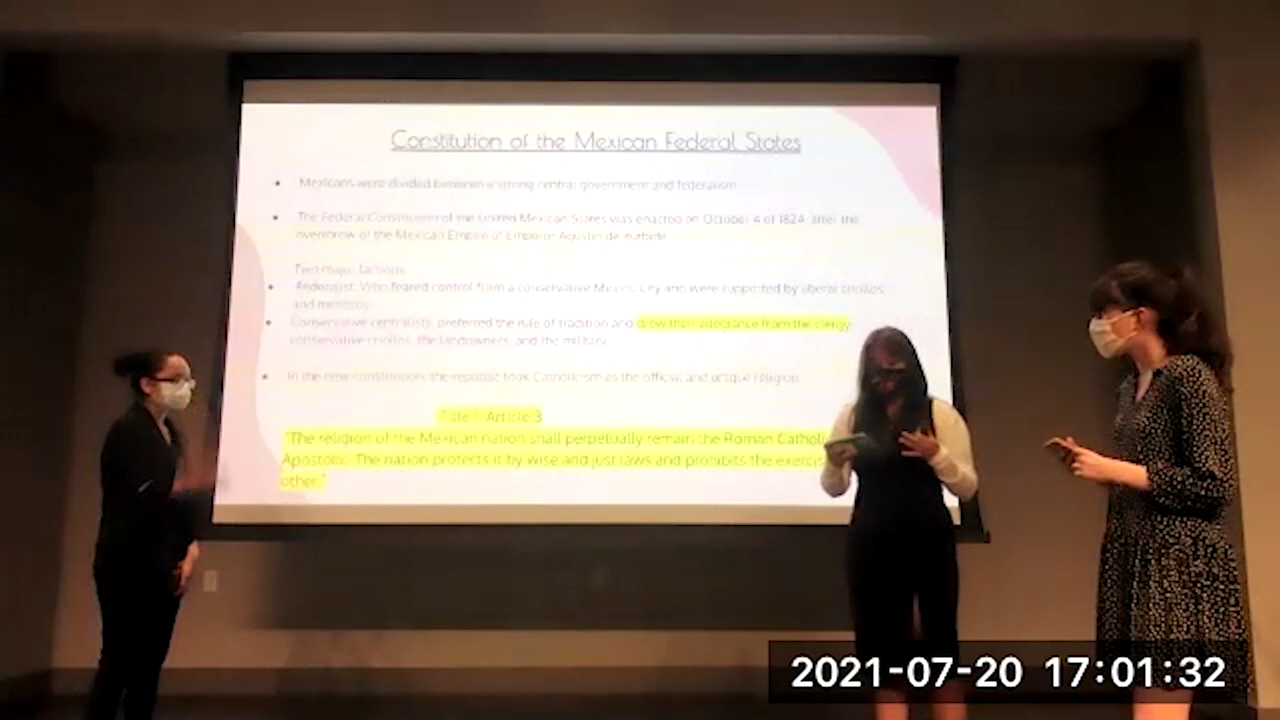 Constitution of the Mexican Federal States
Mexicans were divided between a strong central government and federalism
The Federal Constitution of the United Mexican States was enacted on October 4 of 1824, after the
overthrow of the Mexican Empire of Emperor Agustin de Iturbide
Two major factions
Federalist: Who feared control from a conservative Mexico City and were supported by liberal criollos
and mestizos
Conservative centralists: preferred the rule of tradition and drew their allegiance from the clergy
conservative criollos, the landowners, and the military
In the new constitution, the republic took Catholicism as the official and unique religion
Title 1 Article 3
"The religion of the Mexican nation shall perpetually remain the Roman Catholi
Apostolic. The nation protects it by wise and just laws and prohibits the exercis
other."
2021-07-20 17:01:32